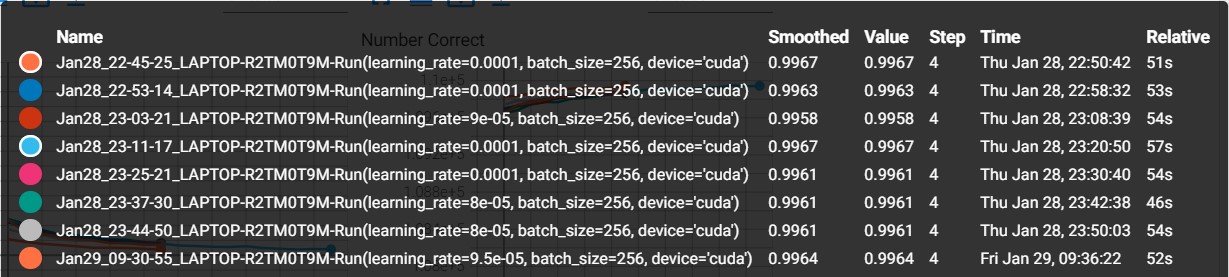 Number Correct
Name Smoothed Value Step Time Relative
Jan28_22-45-25_LAPTOP-R2TM0T9M-Run(learning_rate=0.0001, batch_size=256, device='cuda') 0.9967 0.9967 4 Thu Jan 28, 22:50:42 51s
Jan28_22-53-14_LAPTOP-R2TM0T9M-Run(learning_rate=0.0001, batch_size=256, device='cuda') 0.9963 0.9963 4 Thu Jan 28, 22:58:32 53s
Jan28_23-03-21_LAPTOP-R2TM0T9M-Run(learning_rate=9e-05, batch_size=256, device='cuda') 0.9958 0.9958 4 Thu Jan 28, 23:08:39 54s
Jan28_23-11-17_LAPTOP-R2TM0T9M-Run(learning_rate=0.0001, batch_size=256, device='cuda') 0.9967 0.9967 4 Thu Jan 28, 23:20:50 57s
Jan28_23-25-21_LAPTOP-R2TM0T9M-Run(learning_rate=0.0001, batch_size=256, device='cuda') 0.9961 0.9961 4 Thu Jan 28, 23:30:40 54s
1.088e+5
Jan28_23-37-30_LAPTOP-R2TM0T9M-Run(learning_rate=8e-05, batch_size=256, device='cuda') 0.9961 0.9961 4 Thu Jan 28, 23:42:38 46s
Jan28_23-44-50_LAPTOP-R2TM0T9M-Run(learning_rate=8e-05, batch_size=256, device='cuda') 0.9961 0.9961 4 Thu Jan 28, 23:50:03 54s
Jan29_09-30-55_LAPTOP-R2TM0T9M-Run(learning_rate=9.5e-05, batch_size=256, device='cuda') 0.9964 0.9964 4 Fri Jan 29, 09:36:22 52s